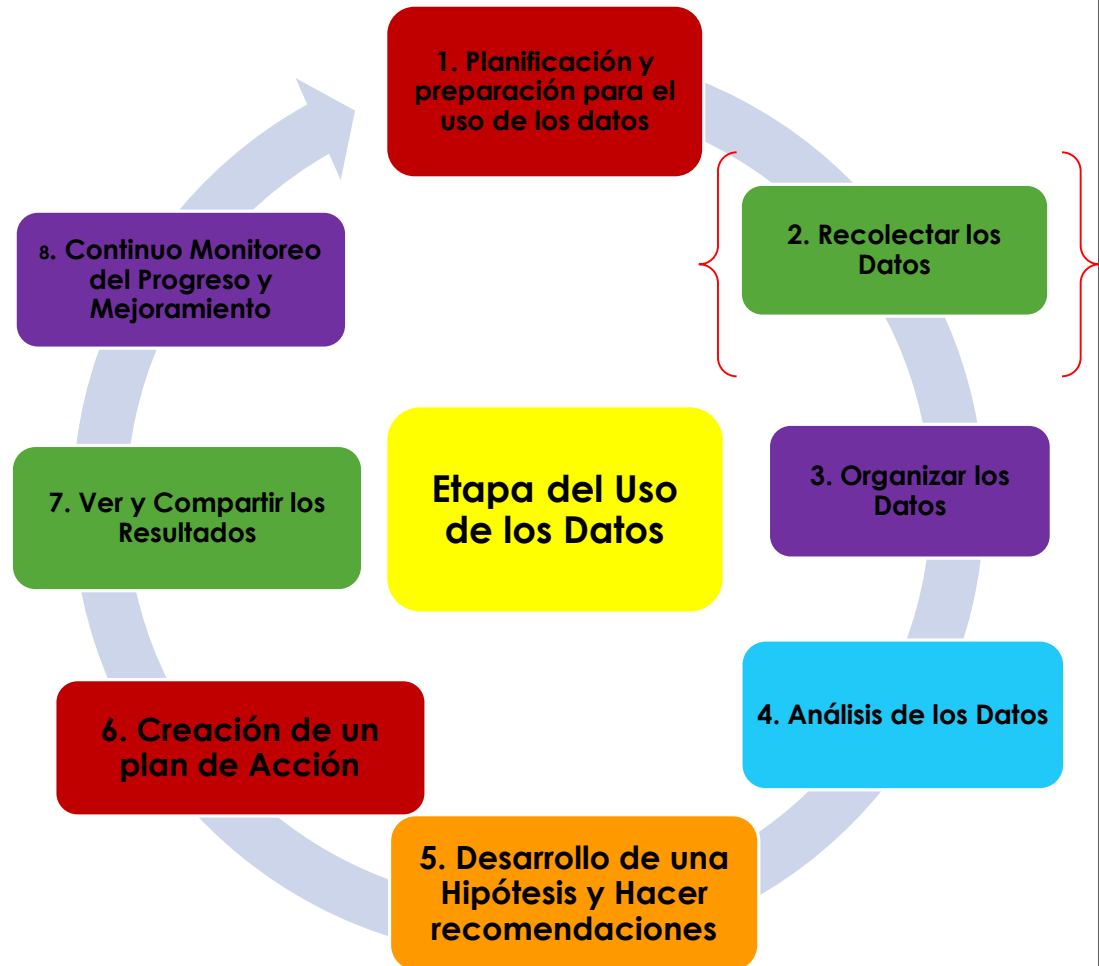 1. Planificación y
preparación para el
uso de los datos
2. Recolectar los
Datos
3. Organizar los
Datos
4. Análisis de los Datos
5. Desarrollo de una
Hipótesis y Hacer
recomendaciones
6. Creación de un
plan de Acción
7. Ver y Compartir los
Resultados
8. Continuo Monitoreo
del Progreso y
Mejoramiento
Etapa del Uso
de los Datos